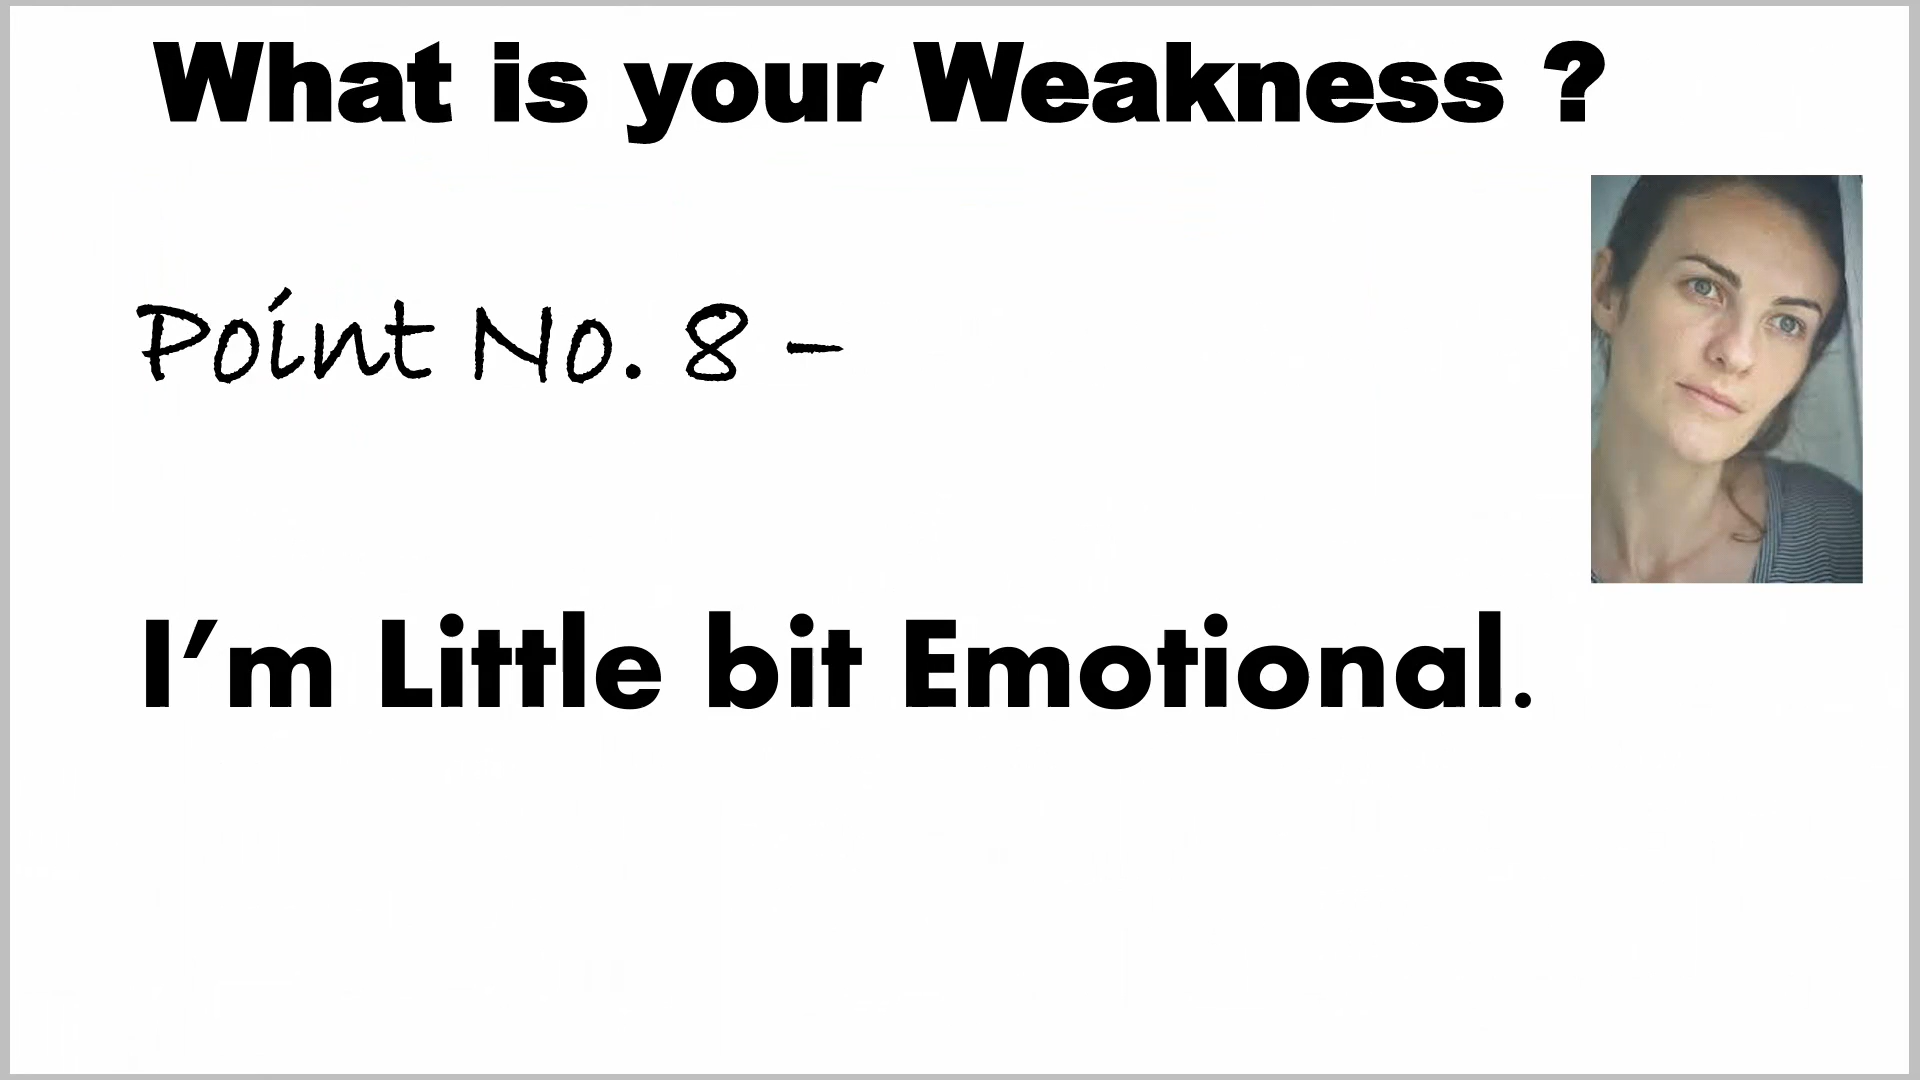 What is your Weakness ?
Point No. 8 –
I’m Little bit Emotional.